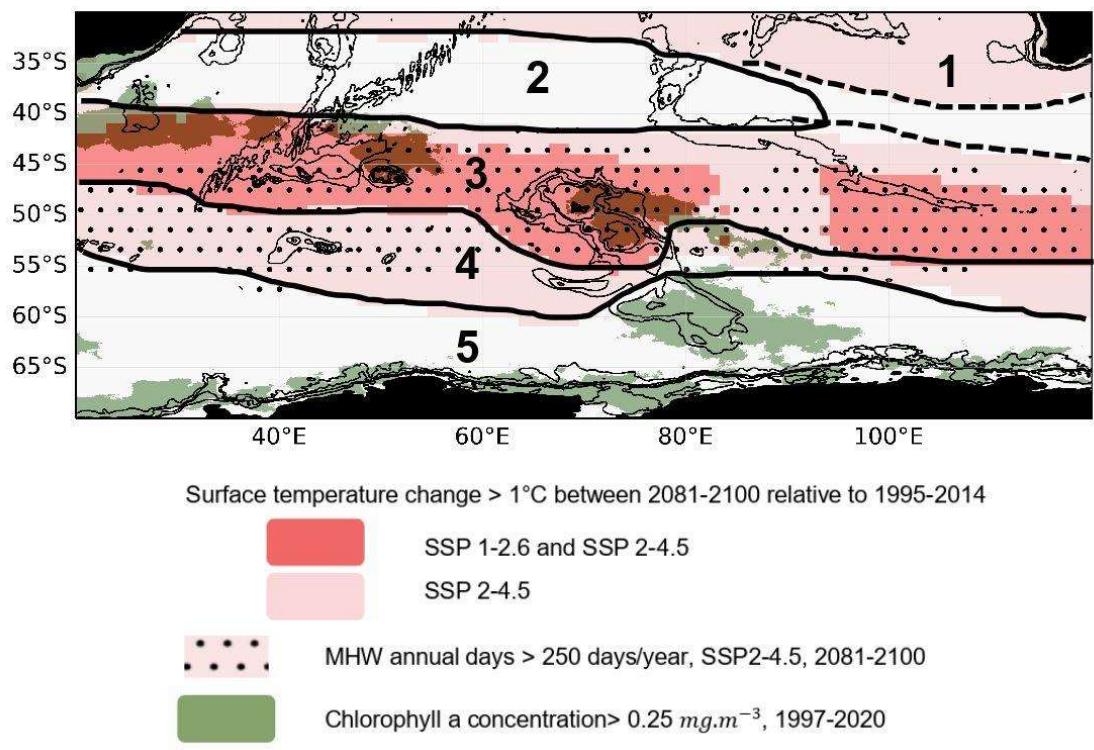 35°S
40°S
45°S
50°S
55°S
60°S
65°S
1
2
3
4
5
40°E 60°E 80°E 100°E
Surface temperature change > 1°C between 2081-2100 relative to 1995-2014
SSP 1-2.6 and SSP 2-4.5
SSP 2-4.5
MHW annual days > 250 days/year, SSP2-4.5, 2081-2100
Chlorophyll a concentration> 0.25 mg.m⁻³, 1997-2020